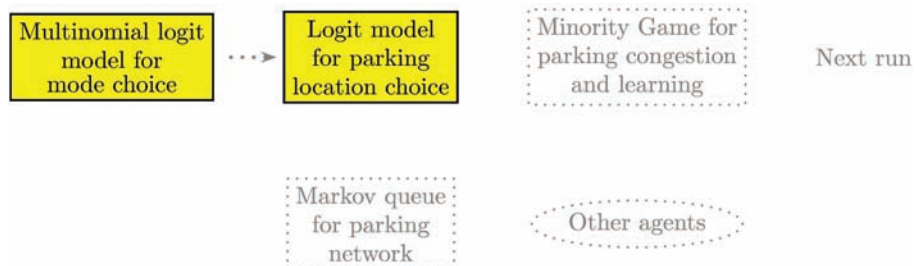 Multinomial logit
model for
mode choice
Logit model
for parking
location choice
Minority Game for
parking congestion
and learning
Next run
Markov queue
for parking
network
Other agents